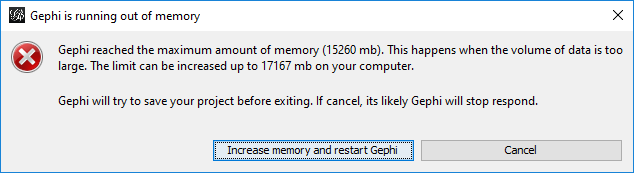 Gephi is running out of memory
Gephi reached the maximum amount of memory (15260 mb). This happens when the volume of data is too
large. The limit can be increased up to 17167 mb on your computer.
Gephi will try to save your project before exiting. If cancel, its likely Gephi will stop respond.
Increase memory and restart Gephi
Cancel